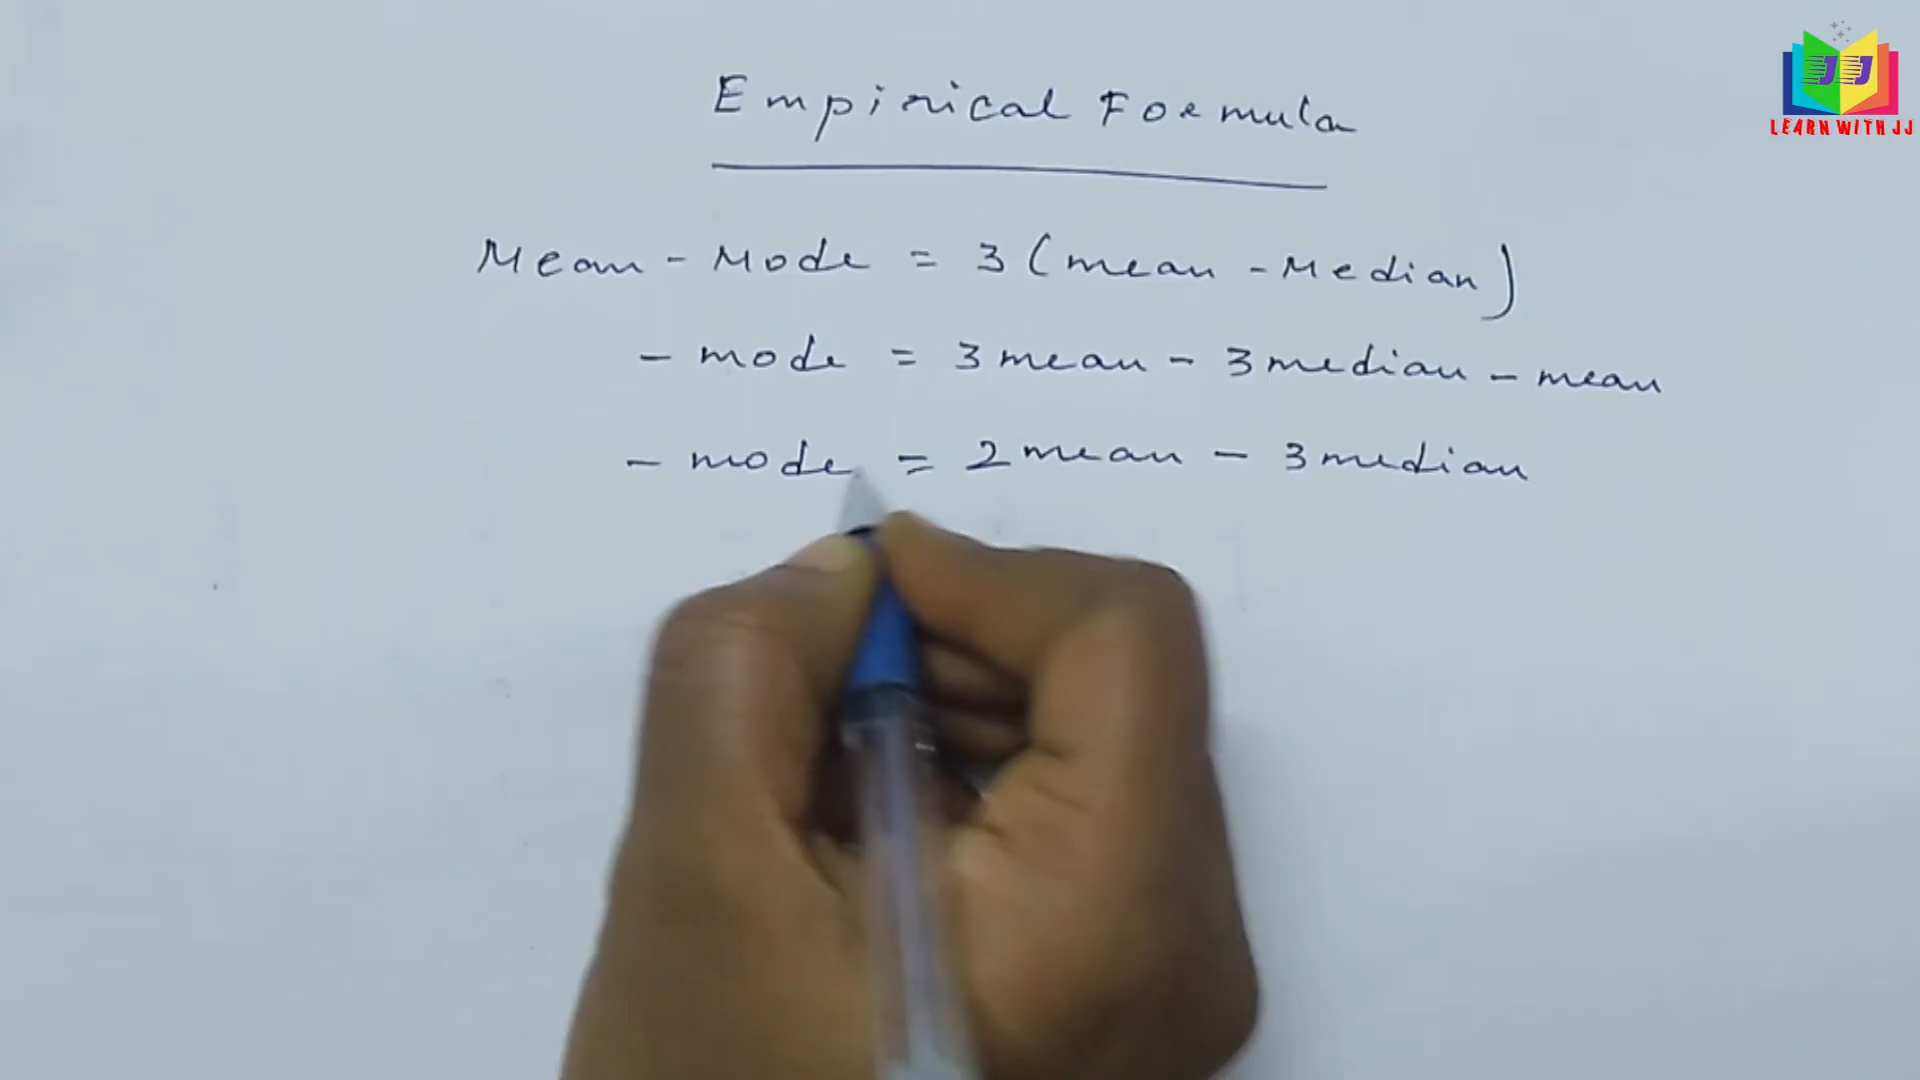 Empirical Formula
Mean - Mode = 3 (mean - Median)
- mode = 3 mean - 3 median - mean
- mode = 2 mean - 3 median
JJ
LEARN WITH JJ